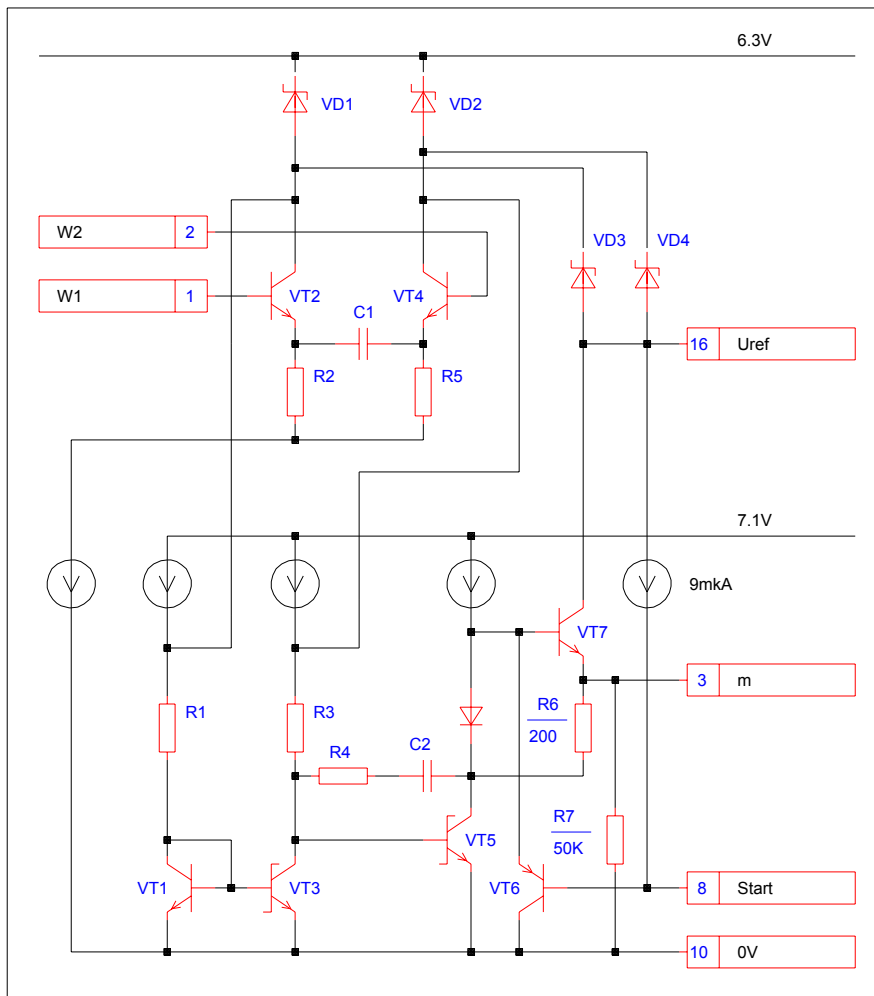 6.3V
VD1
VD2
W2 2
VD3
VD4
W1 1
VT2
VT4
C1
16 Uref
R2
R5
7.1V
9mkA
VT7
3 m
R1
R3
R6
200
R4
C2
R7
50K
VT5
VT1
VT3
VT6
8 Start
10 0V